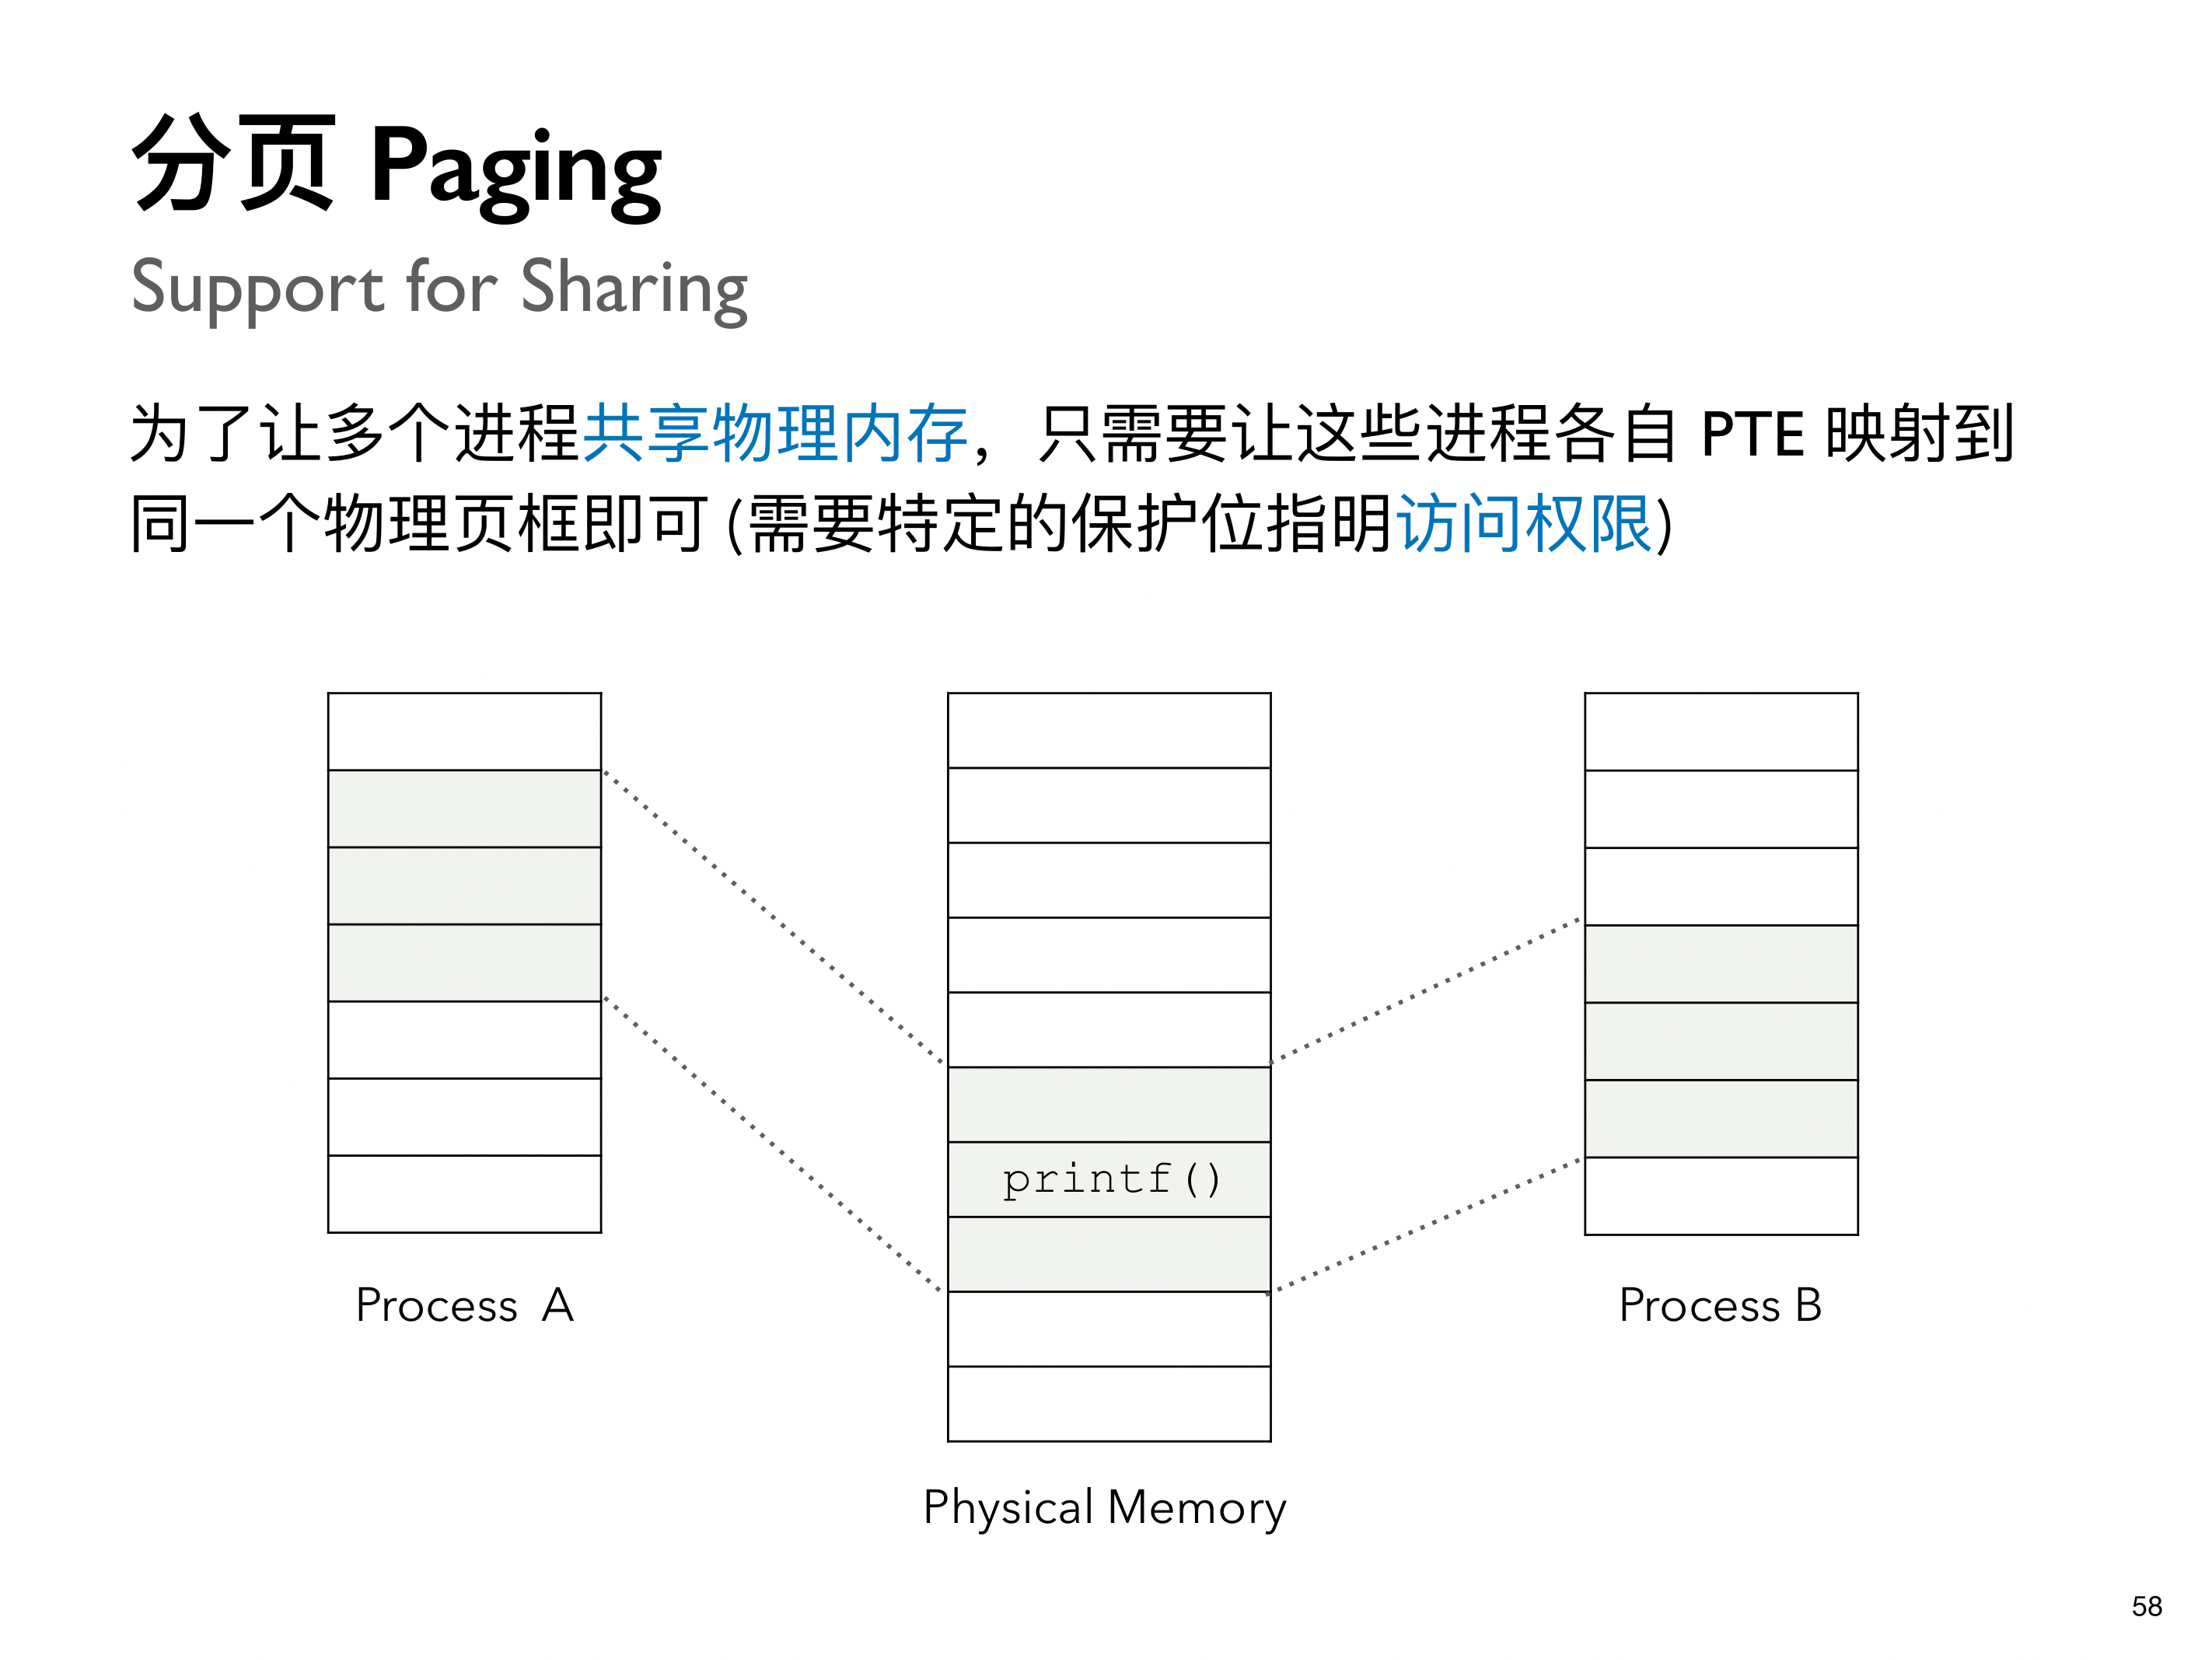 分页 Paging
Support for Sharing
为了让多个进程共享物理内存，只需要让这些进程各自 PTE 映射到
同一个物理页框即可 (需要特定的保护位指明访问权限)
printf()
Process A
Process B
Physical Memory
58